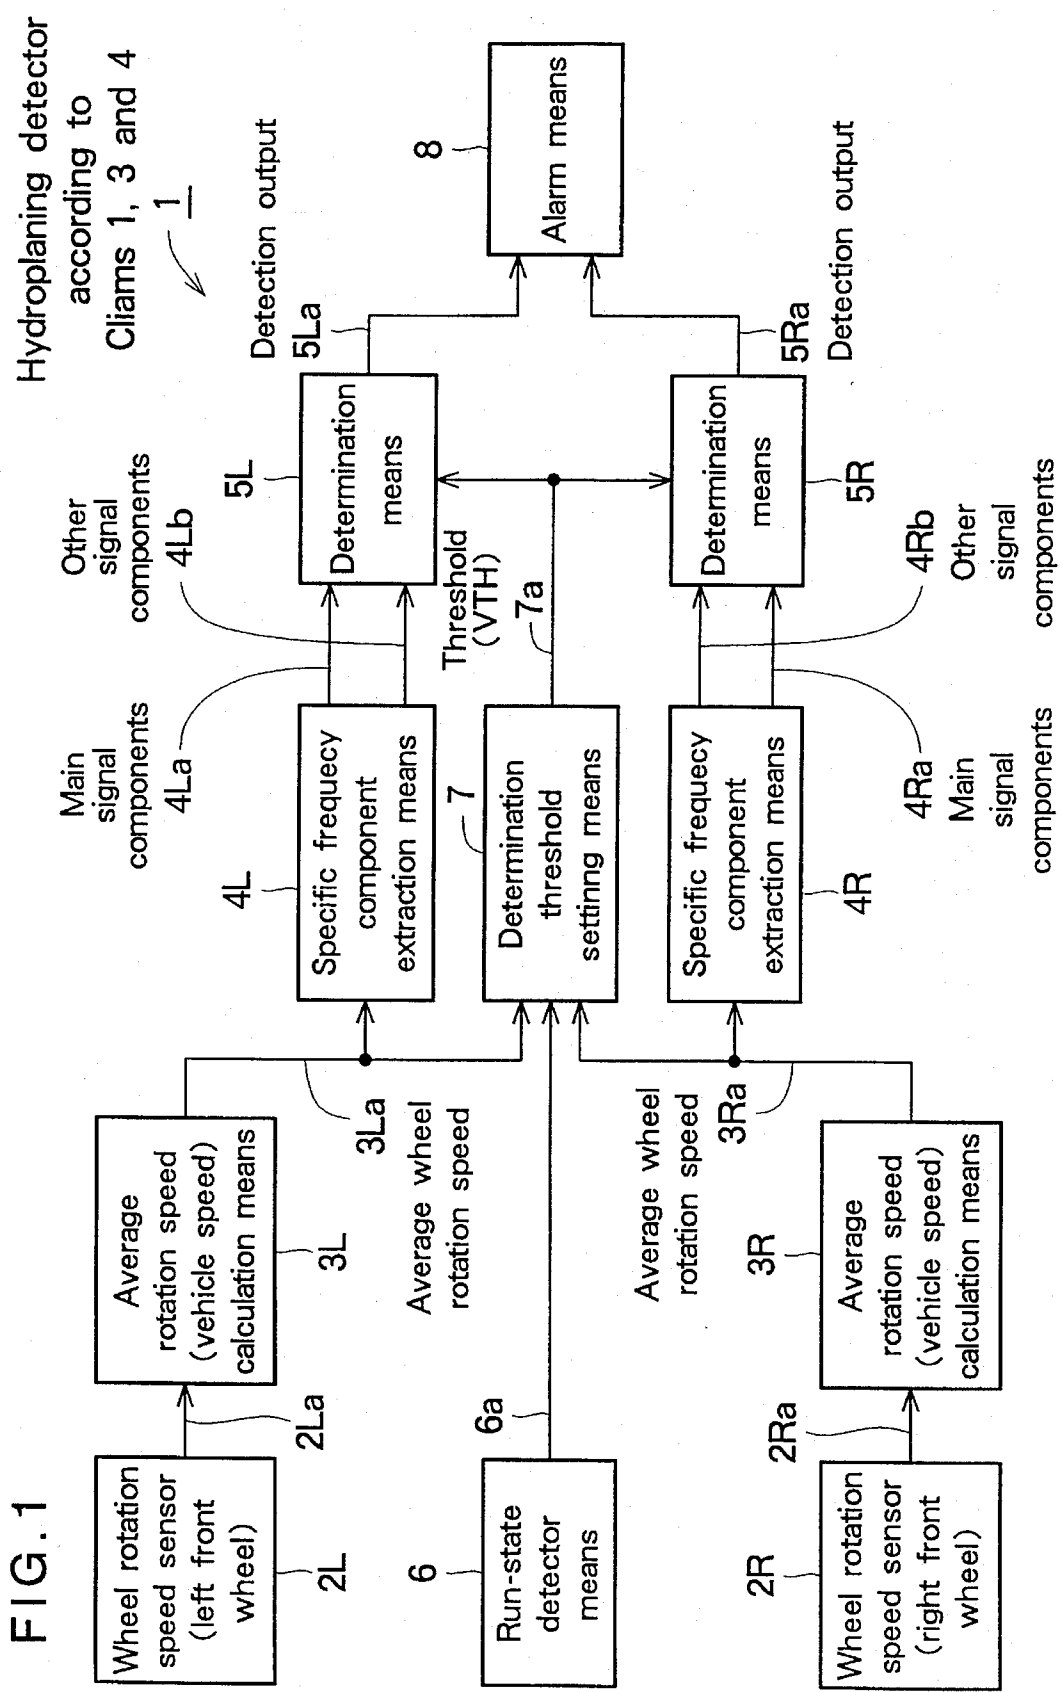 FIG.1
Hydroplaning detector
according to
Cliams 1, 3 and 4
1
Wheel rotation
speed sensor
(left front
wheel)
2L
2La
Average
rotation speed
(vehicle speed)
calculation means
3L
3La
Average wheel
rotation speed
Specific frequecy
component
extraction means
4L
Main
signal
components
4La
Other
signal
components
4Lb
Determination
means
5L
Detection output
5La
Run-state
detector
means
6
6a
Determination
threshold
settinng means
7
Threshold
(VTH)
7a
Alarm means
8
Wheel rotation
speed sensor
(right front
wheel)
2R
2Ra
Average
rotation speed
(vehicle speed)
calculation means
3R
Average wheel
rotation speed
3Ra
Specific frequecy
component
extraction means
4R
4Ra
Main
signal
components
4Rb
Other
signal
components
Determination
means
5R
5Ra
Detection output